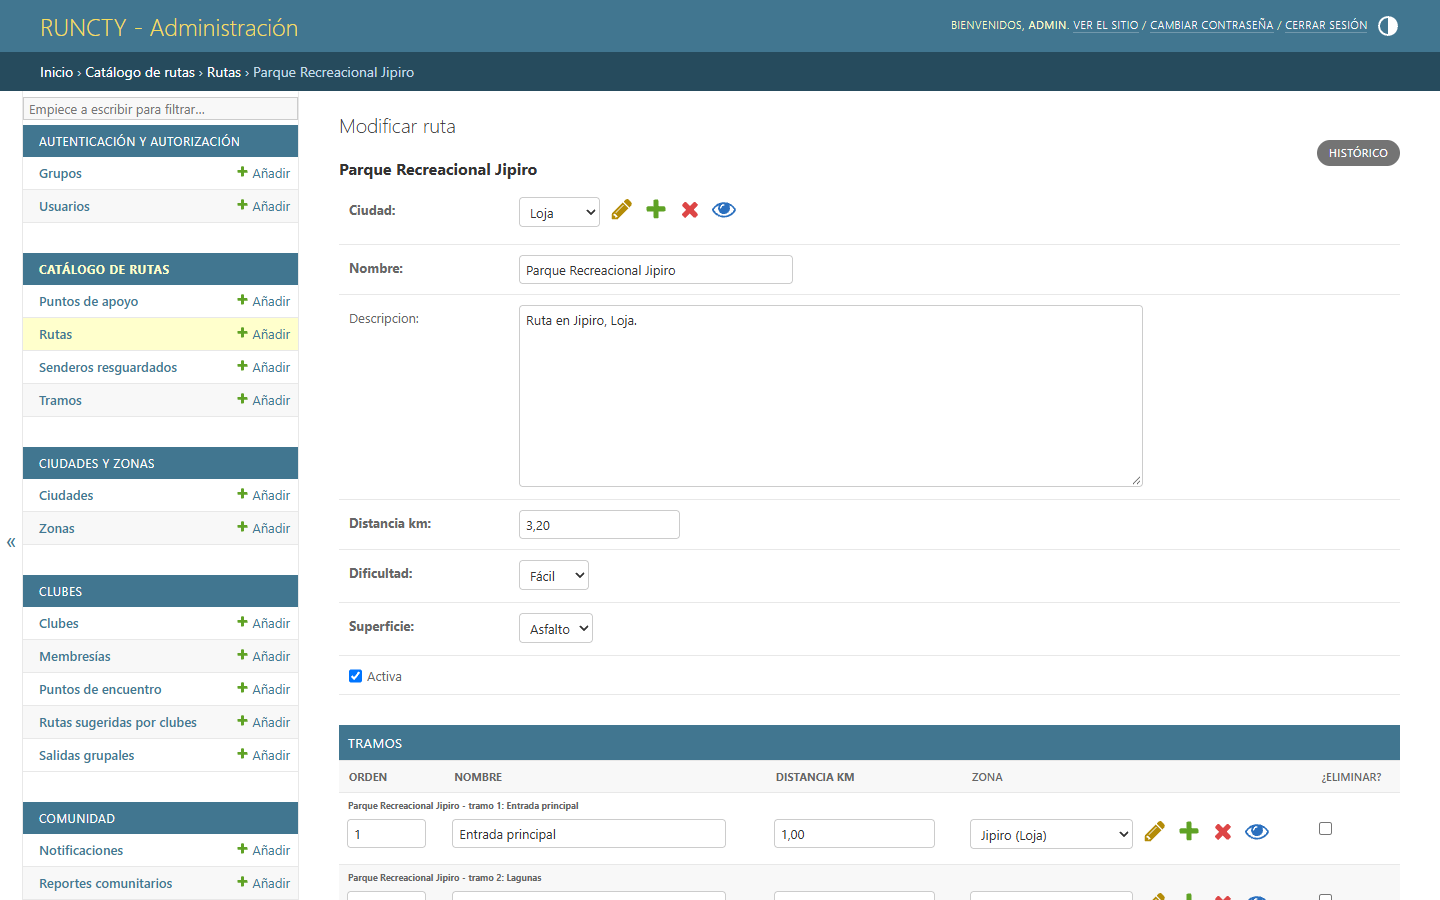 RUNCTY - Administración
BIENVENIDOS, ADMIN. VER EL SITIO / CAMBIAR CONTRASEÑA / CERRAR SESIÓN
Inicio › Catálogo de rutas › Rutas › Parque Recreacional Jipiro
Empiece a escribir para filtrar...
AUTENTICACIÓN Y AUTORIZACIÓN
Grupos Añadir
Usuarios Añadir
CATÁLOGO DE RUTAS
Puntos de apoyo Añadir
Rutas Añadir
Senderos resguardados Añadir
Tramos Añadir
CIUDADES Y ZONAS
Ciudades Añadir
Zonas Añadir
«
CLUBES
Clubes Añadir
Membresías Añadir
Puntos de encuentro Añadir
Rutas sugeridas por clubes Añadir
Salidas grupales Añadir
COMUNIDAD
Notificaciones Añadir
Reportes comunitarios Añadir
Modificar ruta
HISTÓRICO
Parque Recreacional Jipiro
Ciudad: Loja
Nombre: Parque Recreacional Jipiro
Descripcion: Ruta en Jipiro, Loja.
Distancia km: 3,20
Dificultad: Fácil
Superficie: Asfalto
Activa
TRAMOS
ORDEN NOMBRE DISTANCIA KM ZONA ¿ELIMINAR?
Parque Recreacional Jipiro - tramo 1: Entrada principal
1 Entrada principal 1,00 Jipiro (Loja)
Parque Recreacional Jipiro - tramo 2: Lagunas